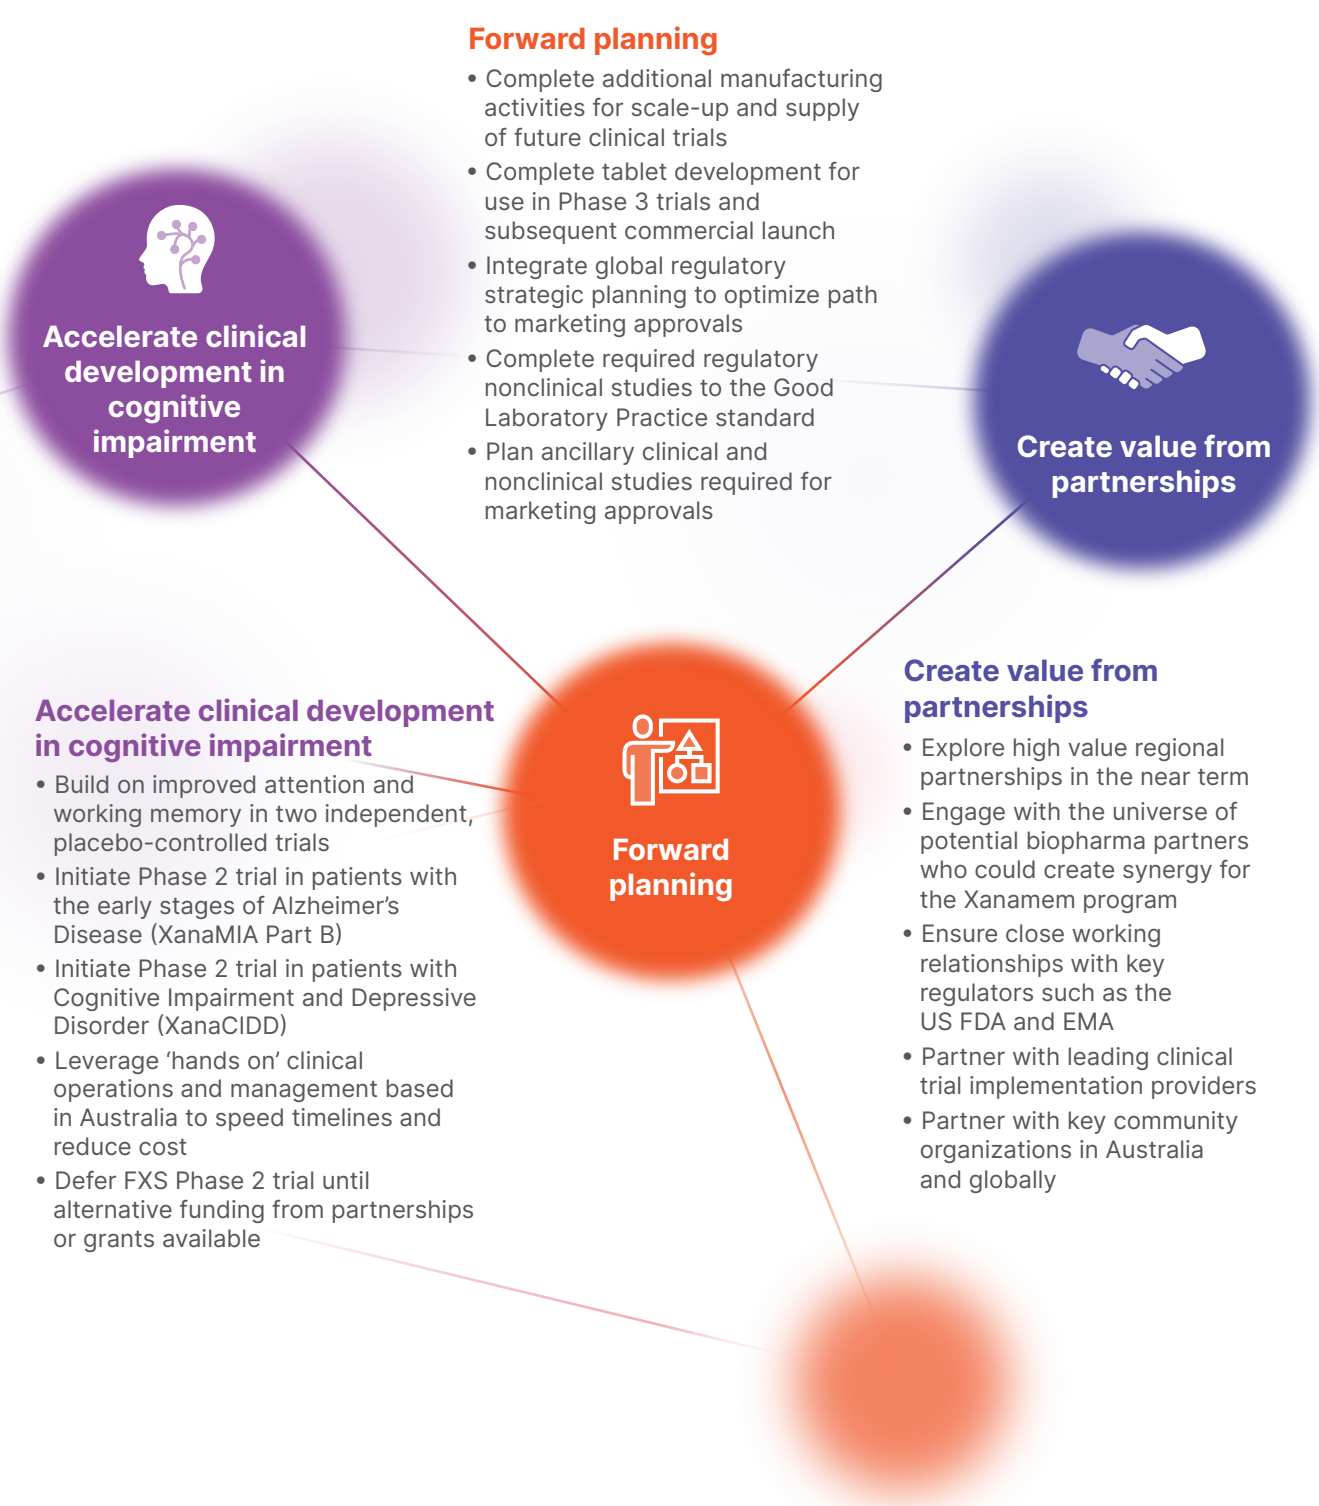 Forward planning
• Complete additional manufacturing
activities for scale-up and supply
of future clinical trials
• Complete tablet development for
use in Phase 3 trials and
subsequent commercial launch
• Integrate global regulatory
strategic planning to optimize path
to marketing approvals
• Complete required regulatory
nonclinical studies to the Good
Laboratory Practice standard
• Plan ancillary clinical and
nonclinical studies required for
marketing approvals
Accelerate clinical
development in
cognitive
impairment
Create value from
partnerships
Forward
planning
Accelerate clinical development
in cognitive impairment
• Build on improved attention and
working memory in two independent,
placebo-controlled trials
• Initiate Phase 2 trial in patients with
the early stages of Alzheimer’s
Disease (XanaMIA Part B)
• Initiate Phase 2 trial in patients with
Cognitive Impairment and Depressive
Disorder (XanaCIDD)
• Leverage ‘hands on’ clinical
operations and management based
in Australia to speed timelines and
reduce cost
• Defer FXS Phase 2 trial until
alternative funding from partnerships
or grants available
Create value from
partnerships
• Explore high value regional
partnerships in the near term
• Engage with the universe of
potential biopharma partners
who could create synergy for
the Xanamem program
• Ensure close working
relationships with key
regulators such as the
US FDA and EMA
• Partner with leading clinical
trial implementation providers
• Partner with key community
organizations in Australia
and globally